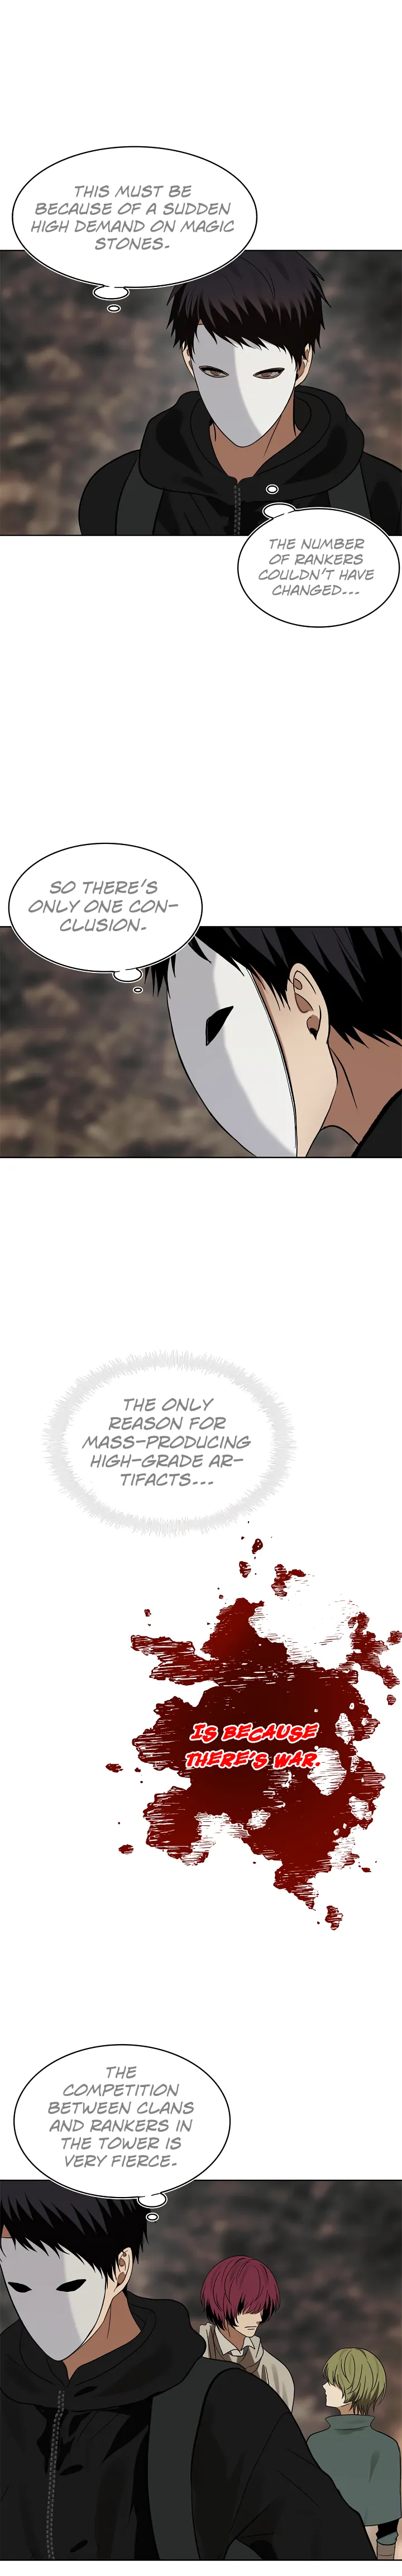 THIS MUST BE
BECAUSE OF A SUDDEN
HIGH DEMAND ON MAGIC
STONES.
THE NUMBER
OF RANKERS
COULDN'T HAVE
CHANGED...
SO THERE'S
ONLY ONE CON-
CLUSION.
THE ONLY
REASON FOR
MASS-PRODUCING
HIGH-GRADE AR-
TIFACTS...
IS BECAUSE
THERE'S WAR.
THE
COMPETITION
BETWEEN CLANS
AND RANKERS IN
THE TOWER IS
VERY FIERCE.